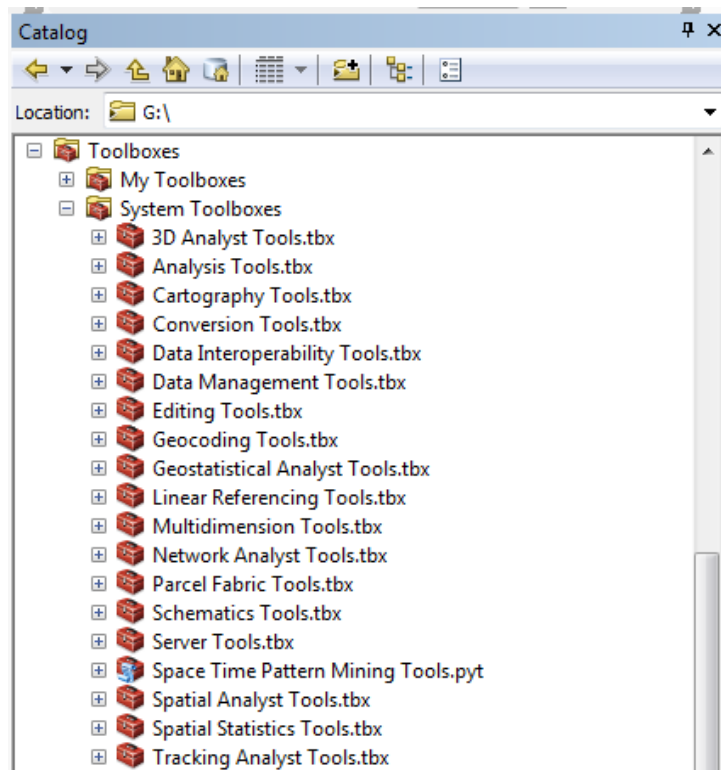 Catalog
Location: G:\
Toolboxes
My Toolboxes
System Toolboxes
3D Analyst Tools.tbx
Analysis Tools.tbx
Cartography Tools.tbx
Conversion Tools.tbx
Data Interoperability Tools.tbx
Data Management Tools.tbx
Editing Tools.tbx
Geocoding Tools.tbx
Geostatistical Analyst Tools.tbx
Linear Referencing Tools.tbx
Multidimension Tools.tbx
Network Analyst Tools.tbx
Parcel Fabric Tools.tbx
Schematics Tools.tbx
Server Tools.tbx
Space Time Pattern Mining Tools.pyt
Spatial Analyst Tools.tbx
Spatial Statistics Tools.tbx
Tracking Analyst Tools.tbx